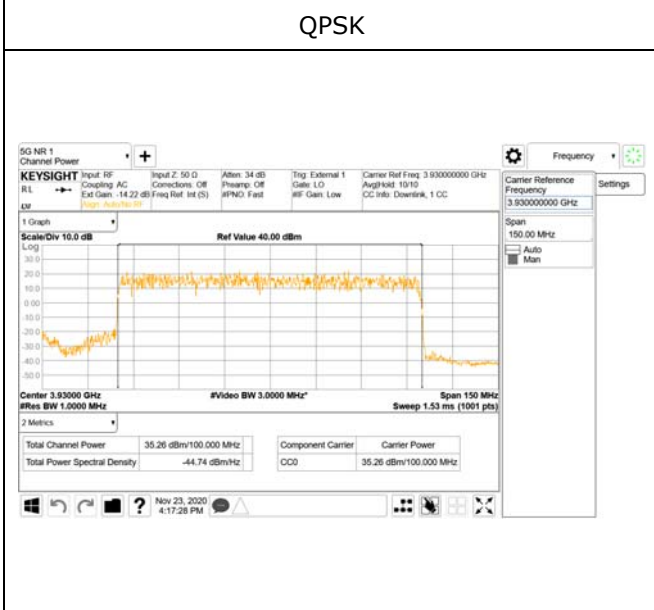 QPSK
5G NR 1
Channel Power
Frequency
KEYSIGHT
RL
Input: RF
Coupling: AC
Ext Gain: -14.22 dB
Align: Auto/No RF
Input Z: 50 Ω
Corrections: Off
Freq Ref: Int (S)
Atten: 34 dB
Preamp: Off
#PNO: Fast
Trig: External 1
Gate: LO
#IF Gain: Low
Carrier Ref Freq: 3.930000000 GHz
Avg|Hold: 10/10
CC Info: Downlink, 1 CC
Carrier Reference
Frequency
3.930000000 GHz
Settings
Span
150.00 MHz
Auto
Man
1 Graph
Scale/Div 10.0 dB
Ref Value 40.00 dBm
Log
30.0
20.0
10.0
0.00
-10.0
-20.0
-30.0
-40.0
-50.0
Center 3.93000 GHz
#Video BW 3.0000 MHz*
Span 150 MHz
#Res BW 1.0000 MHz
Sweep 1.53 ms (1001 pts)
2 Metrics
Total Channel Power 35.26 dBm/100.000 MHz
Total Power Spectral Density -44.74 dBm/Hz
Component Carrier Carrier Power
CC0 35.26 dBm/100.000 MHz
Nov 23, 2020
4:17:28 PM